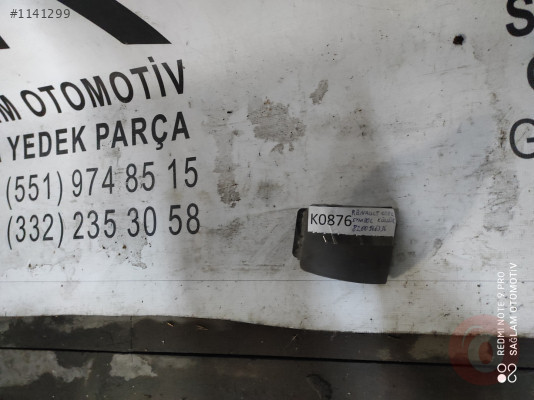 #1141299
M OTOMOTİV
YEDEK PARÇA
(551) 974 85 15
(332) 235 30 58
K0876
S
G
REDMI NOTE 9 PRO
SAĞLAM OTOMOTİV